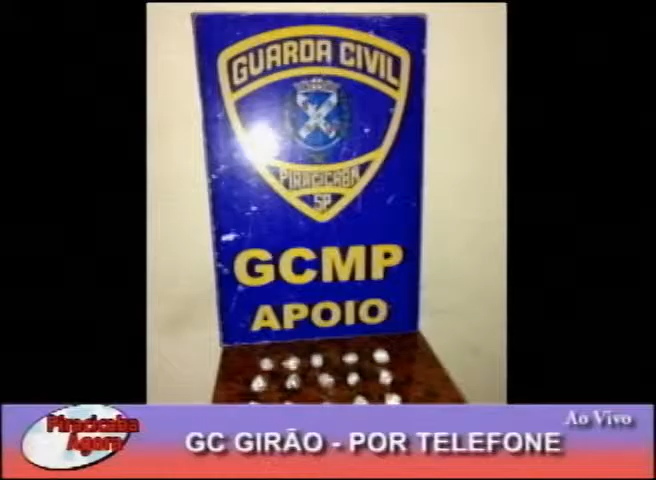 GUARDA CIVIL
PIRACICABA
SP
GCMP
APOIO
Piracicaba
Agora
Ao Vivo
GC GIRÃO - POR TELEFONE